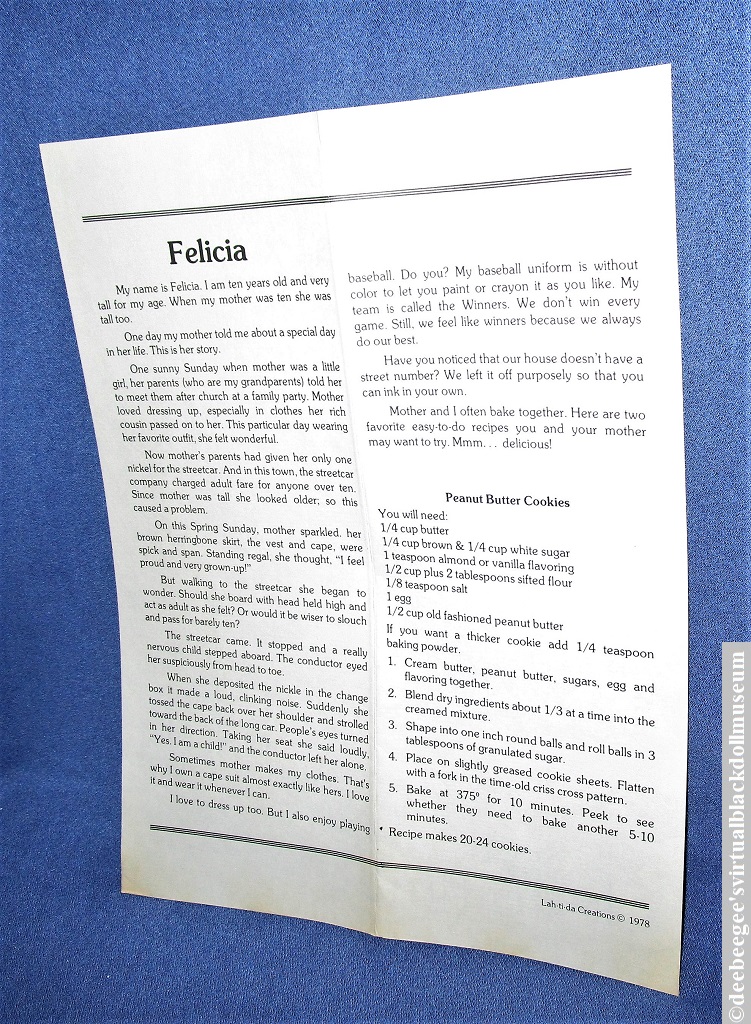 Felicia
My name is Felicia. I am ten years old and very
tall for my age. When my mother was ten she was
tall too.
One day my mother told me about a special day
in her life. This is her story.
One sunny Sunday when mother was a little
girl, her parents (who are my grandparents) told her
to meet them after church at a family party. Mother
loved dressing up, especially in clothes her rich
cousin passed on to her. This particular day wearing
her favorite outfit, she felt wonderful.
Now mother's parents had given her only one
nickel for the streetcar. And in this town, the streetcar
company charged adult fare for anyone over ten.
Since mother was tall she looked older; so this
caused a problem.
On this Spring Sunday, mother sparkled. her
brown herringbone skirt, the vest and cape, were
spick and span. Standing regal, she thought, "I feel
proud and very grown-up!"
But walking to the streetcar she began to
wonder. Should she board with head held high and
act as adult as she felt? Or would it be wiser to slouch
and pass for barely ten?
The streetcar came. It stopped and a really
nervous child stepped aboard. The conductor eyed
her suspiciously from head to toe.
When she deposited the nickle in the change
box it made a loud, clinking noise. Suddenly she
tossed the cape back over her shoulder and strolled
toward the back of the long car. People's eyes turned
in her direction. Taking her seat she said loudly,
"Yes. I am a child!" and the conductor left her alone.
Sometimes mother makes my clothes. That's
why I own a cape suit almost exactly like hers. I love
it and wear it whenever I can.
I love to dress up too. But I also enjoy playing
baseball. Do you? My baseball uniform is without
color to let you paint or crayon it as you like. My
team is called the Winners. We don't win every
game. Still, we feel like winners because we always
do our best.
Have you noticed that our house doesn't have a
street number? We left it off purposely so that you
can ink in your own.
Mother and I often bake together. Here are two
favorite easy-to-do recipes you and your mother
may want to try. Mmm... delicious!
Peanut Butter Cookies
You will need:
1/4 cup butter
1/4 cup brown & 1/4 cup white sugar
1 teaspoon almond or vanilla flavoring
1/2 cup plus 2 tablespoons sifted flour
1/8 teaspoon salt
1 egg
1/2 cup old fashioned peanut butter
If you want a thicker cookie add 1/4 teaspoon
baking powder.
1. Cream butter, peanut butter, sugars, egg and
flavoring together.
2. Blend dry ingredients about 1/3 at a time into the
creamed mixture.
3. Shape into one inch round balls and roll balls in 3
tablespoons of granulated sugar.
4. Place on slightly greased cookie sheets. Flatten
with a fork in the time-old criss cross pattern.
5. Bake at 375º for 10 minutes. Peek to see
whether they need to bake another 5-10
minutes.
• Recipe makes 20-24 cookies.
Lah-ti-da Creations © 1978
©deebeegee'svirtualblackdollmuseum